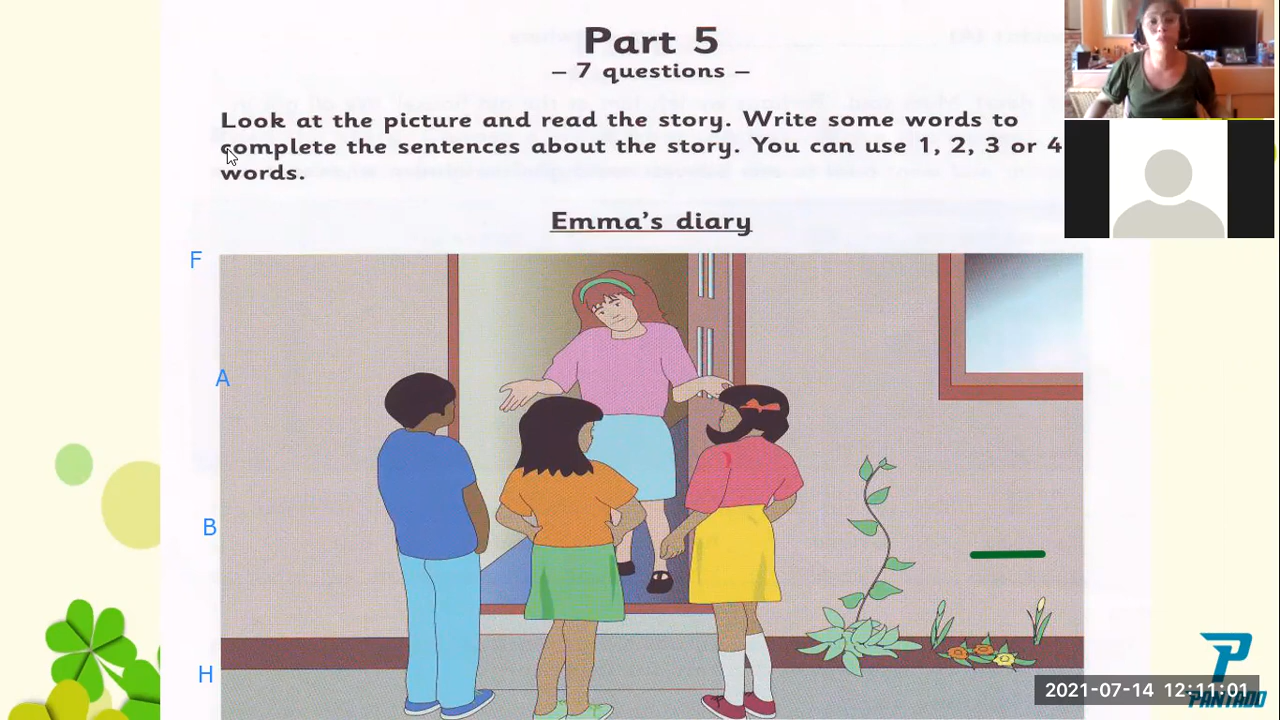 Part 5
– 7 questions –
Look at the picture and read the story. Write some words to
complete the sentences about the story. You can use 1, 2, 3 or 4
words.
Emma's diary
F
A
B
H
2021-07-14 12:11:01
PANTADO